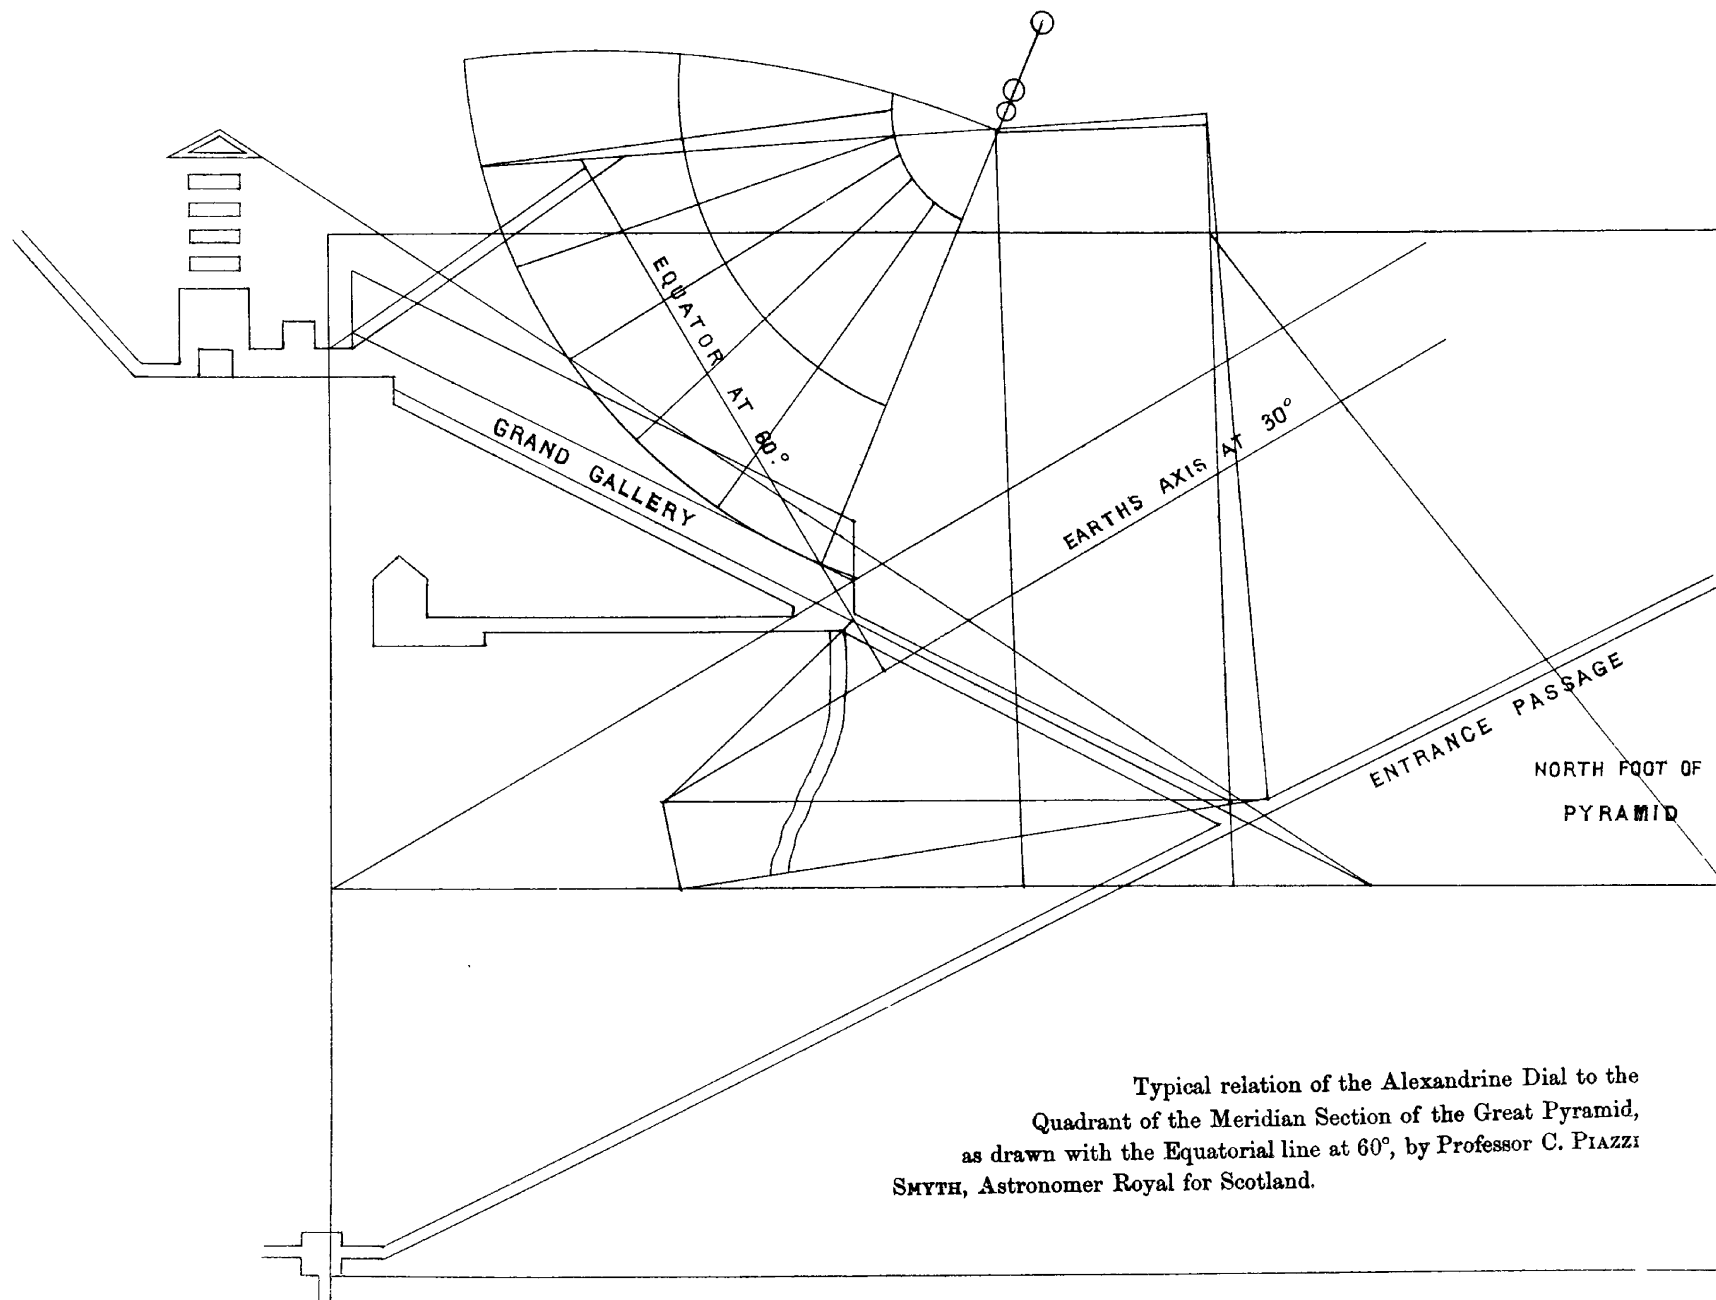 EQUATOR AT 60.°
GRAND GALLERY
EARTHS AXIS AT 30°
ENTRANCE PASSAGE
NORTH FOOT OF
PYRAMID
Typical relation of the Alexandrine Dial to the
Quadrant of the Meridian Section of the Great Pyramid,
as drawn with the Equatorial line at 60°, by Professor C. PIAZZI
SMYTH, Astronomer Royal for Scotland.